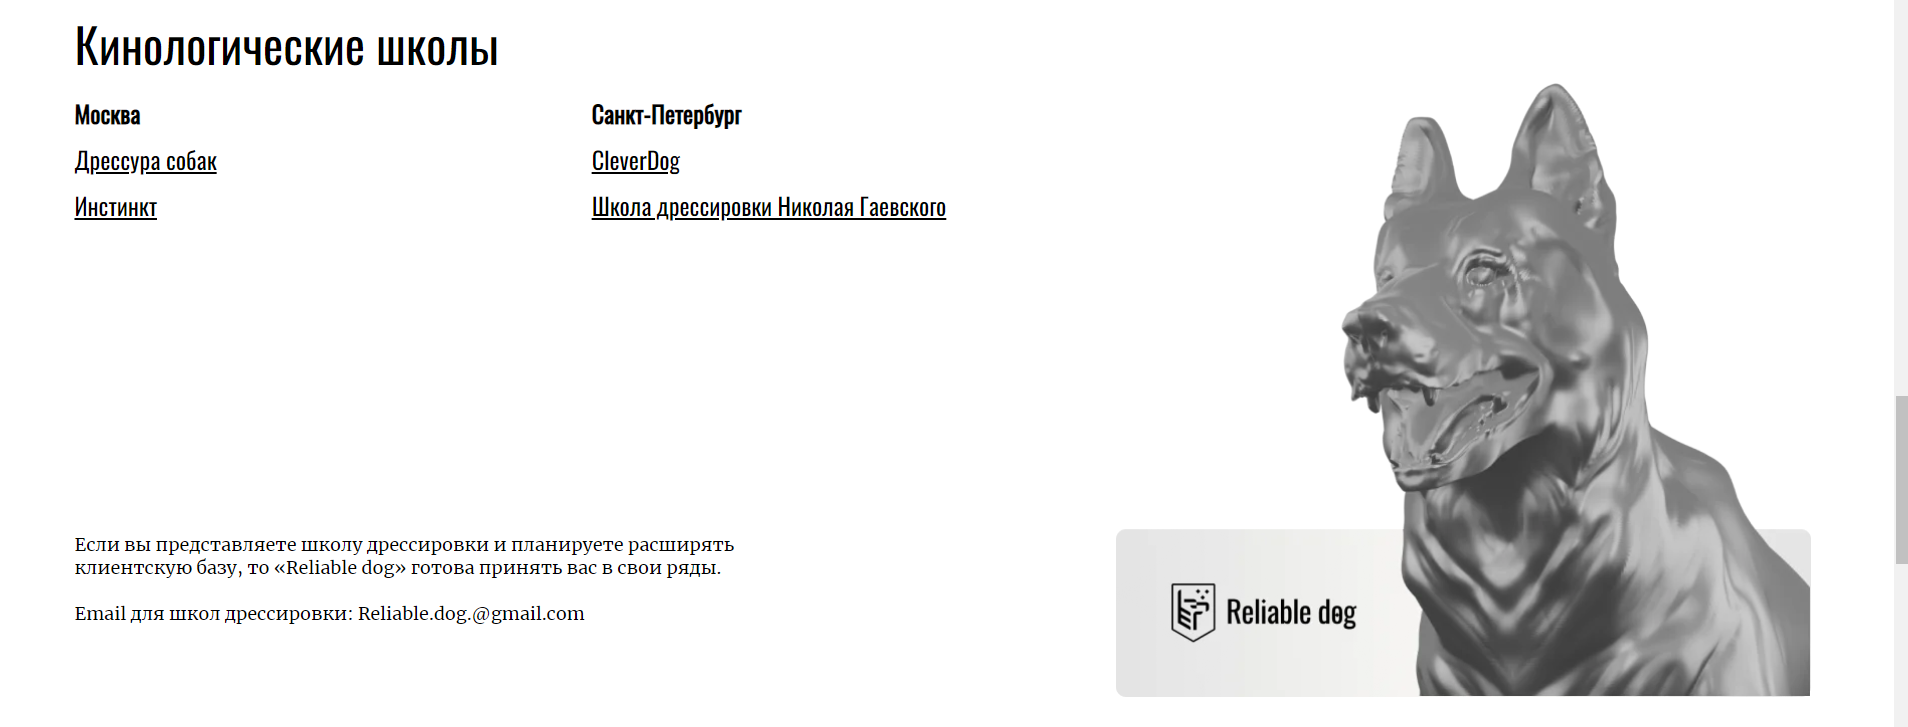 Кинологические школы
Москва
Дрессура собак
Инстинкт
Санкт-Петербург
CleverDog
Школа дрессировки Николая Гаевского
Если вы представляете школу дрессировки и планируете расширять
клиентскую базу, то «Reliable dog» готова принять вас в свои ряды.
Email для школ дрессировки: Reliable.dog.@gmail.com
Reliable dog